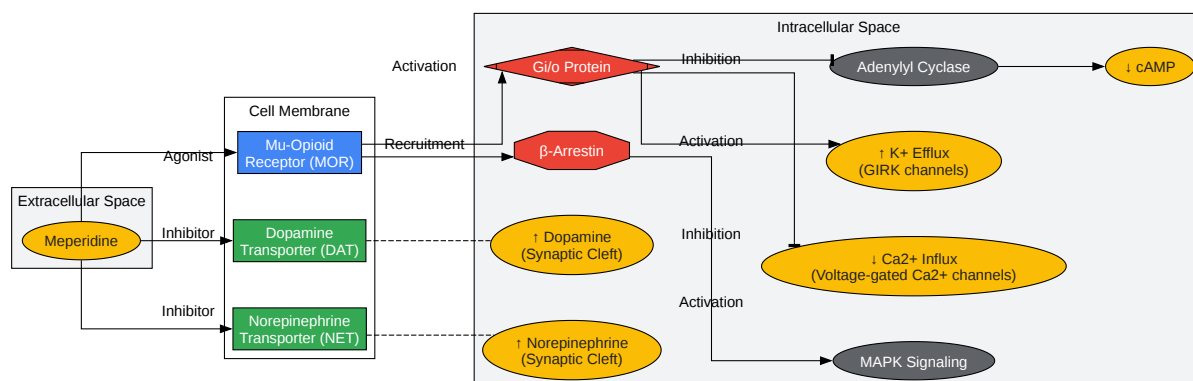 Intracellular Space
Activation
Gi/o Protein
Inhibition
Adenylyl Cyclase
↓ cAMP
Cell Membrane
Mu-Opioid
Receptor (MOR)
Agonist
Recruitment
β-Arrestin
Activation
↑ K+ Efflux
(GIRK channels)
Extracellular Space
Meperidine
Inhibitor
Dopamine
Transporter (DAT)
↑ Dopamine
(Synaptic Cleft)
Inhibition
↓ Ca2+ Influx
(Voltage-gated Ca2+ channels)
Inhibitor
Norepinephrine
Transporter (NET)
↑ Norepinephrine
(Synaptic Cleft)
Activation
MAPK Signaling